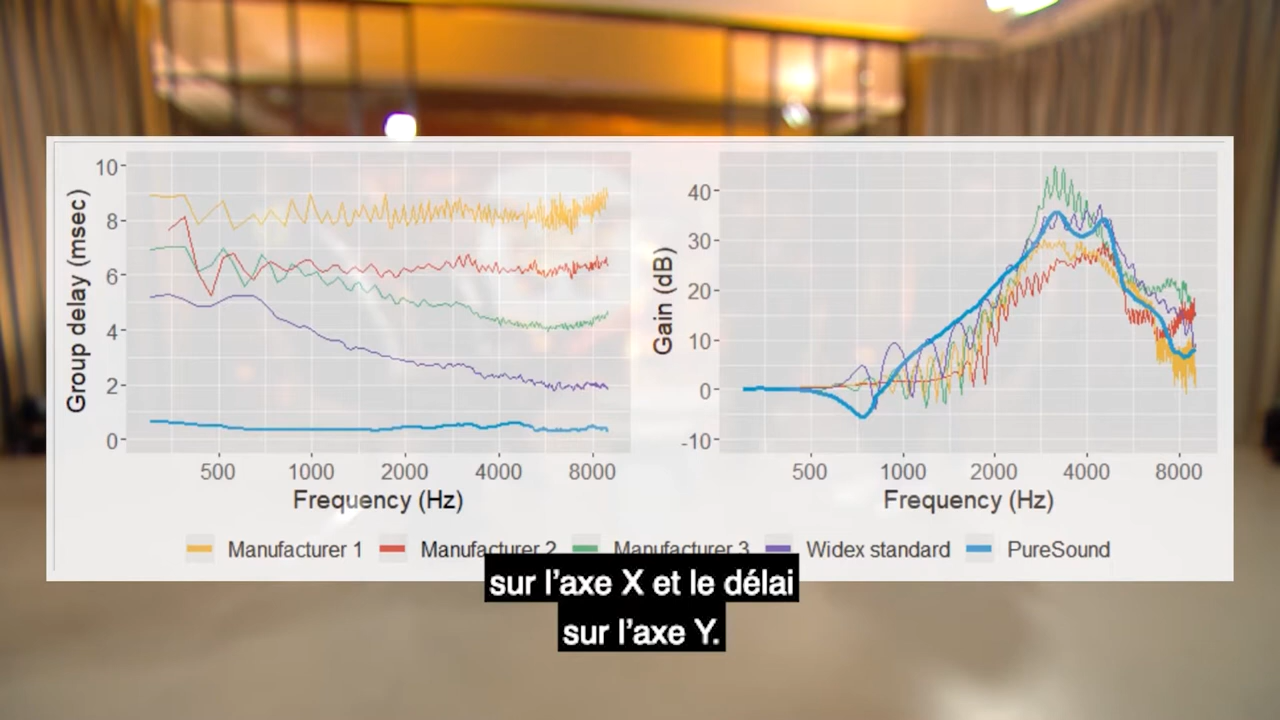 10
8
6
4
2
0
Group delay (msec)
500 1000 2000 4000 8000
Frequency (Hz)
40
30
20
10
0
-10
Gain (dB)
500 1000 2000 4000 8000
Frequency (Hz)
Manufacturer 1 Manufacturer 2 Manufacturer 3 Widex standard PureSound
sur l'axe X et le délai
sur l'axe Y.